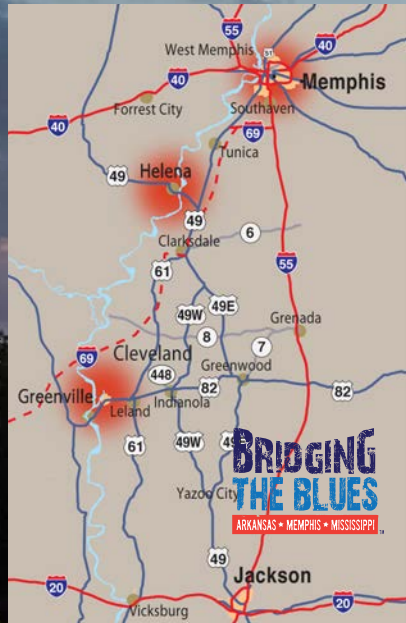 55
40
West Memphis
51
Memphis
40
Forrest City
Southaven
40
69
Tunica
Helena
49
49
6
Clarksdale
61
55
49E
49W
Grenada
8
7
69
Cleveland
Greenwood
448
82
82
Greenville
Leland
Indianola
61
49W
49
BRIDGING
THE BLUES
ARKANSAS ★ MEMPHIS ★ MISSISSIPPI
Yazoo City
49
Jackson
20
20
Vicksburg